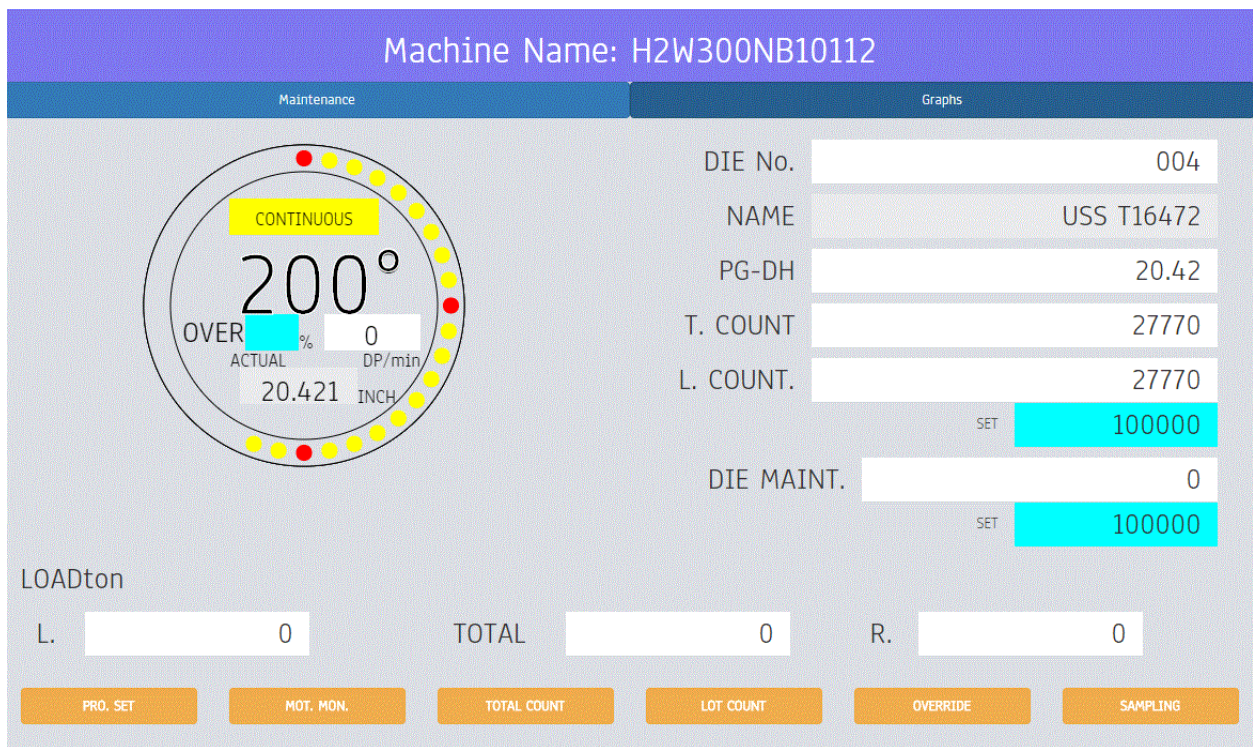 Machine Name: H2W300NB10112
Maintenance
Graphs
CONTINUOUS
200°
OVER % 0
ACTUAL DP/min
20.421 INCH
DIE No. 004
NAME USS T16472
PG-DH 20.42
T. COUNT 27770
L. COUNT. 27770
SET 100000
DIE MAINT. 0
SET 100000
LOADton
L. 0 TOTAL 0 R. 0
PRO. SET
MOT. MON.
TOTAL COUNT
LOT COUNT
OVERRIDE
SAMPLING